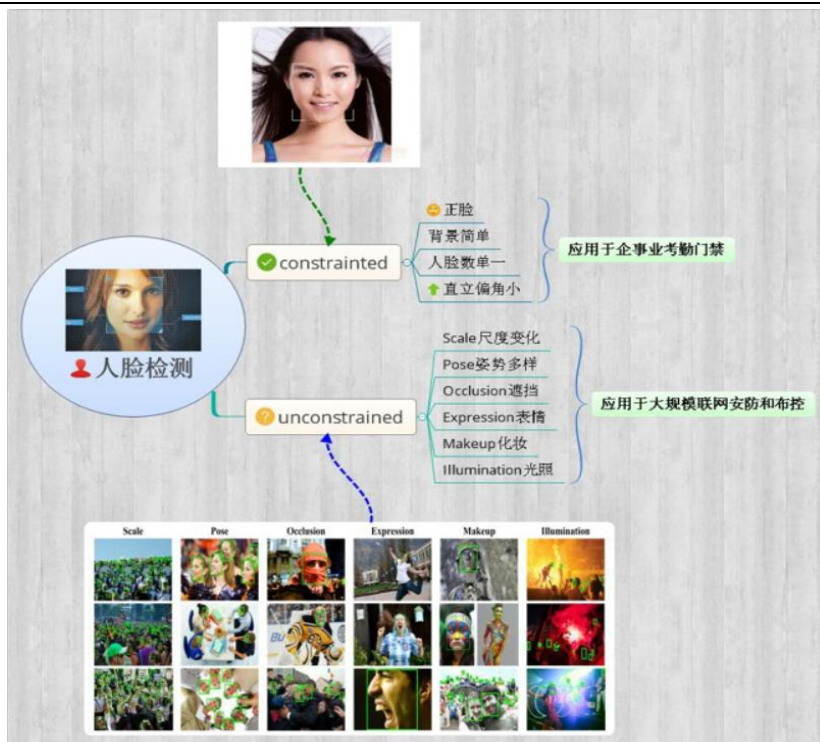 人脸检测
constrainted
正脸
背景简单
人脸数单一
直立偏角小
应用于企事业考勤门禁
unconstrained
Scale尺度变化
Pose姿势多样
Occlusion遮挡
Expression表情
Makeup化妆
Illumination光照
应用于大规模联网安防和布控
Scale Pose Occlusion Expression Makeup Illumination